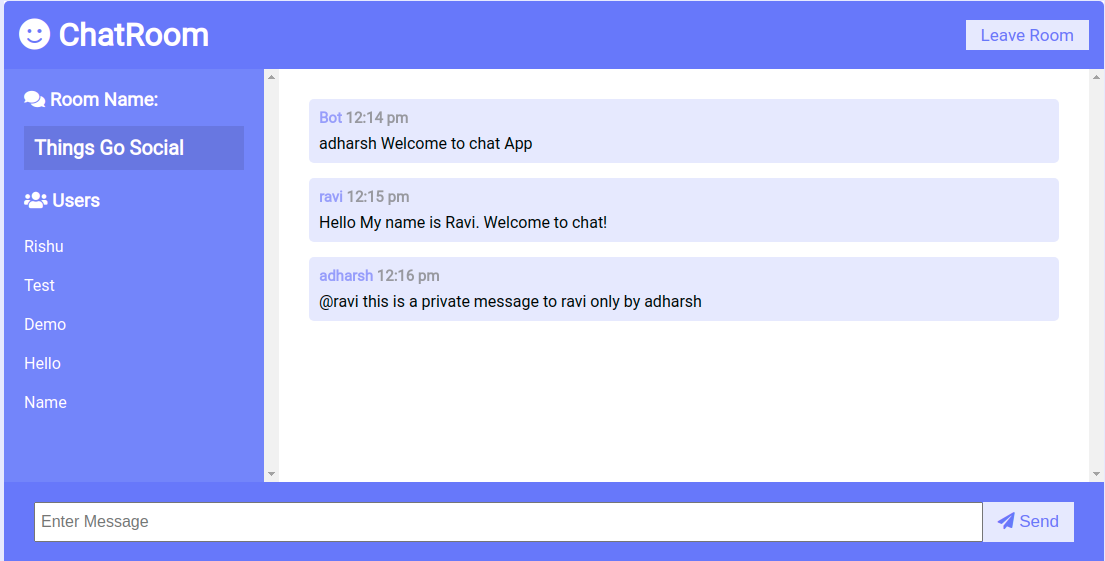 ChatRoom
Leave Room
Room Name:
Things Go Social
Users
Rishu
Test
Demo
Hello
Name
Bot 12:14 pm
adharsh Welcome to chat App
ravi 12:15 pm
Hello My name is Ravi. Welcome to chat!
adharsh 12:16 pm
@ravi this is a private message to ravi only by adharsh
Enter Message
Send